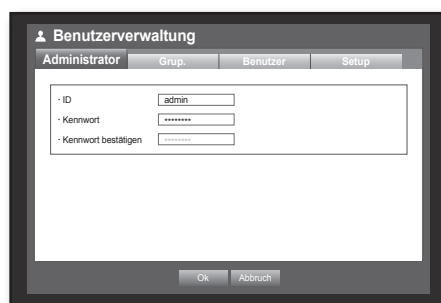 Benutzerverwaltung
Administrator Grup. Benutzer Setup
· ID admin
· Kennwort ********
· Kennwort bestätigen ********
Ok Abbruch